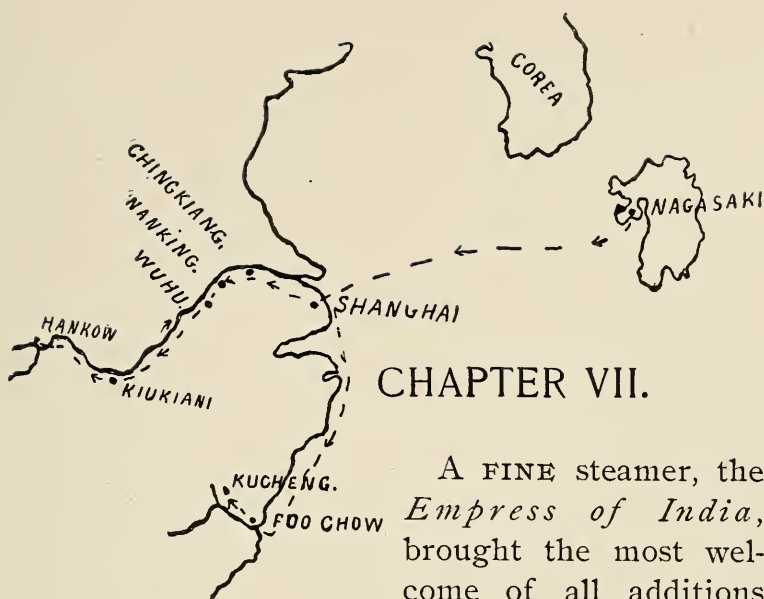 COREA
CHINGKIANG,
NANKING.
WUHU.
NAGASAKI
SHANGHAI
HANKOW
KIUKIANI
CHAPTER VII.
KUCHENG.
FOO CHOW
A FINE steamer, the
Empress of India,
brought the most wel-
come of all additions